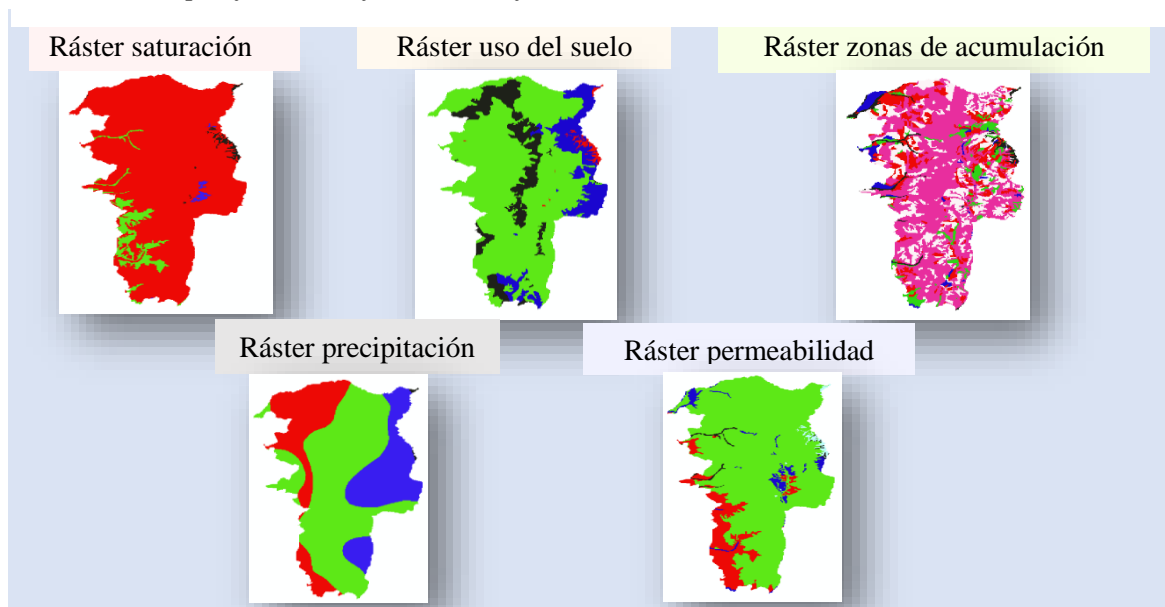 Ráster saturación
Ráster uso del suelo
Ráster zonas de acumulación
Ráster precipitación
Ráster permeabilidad